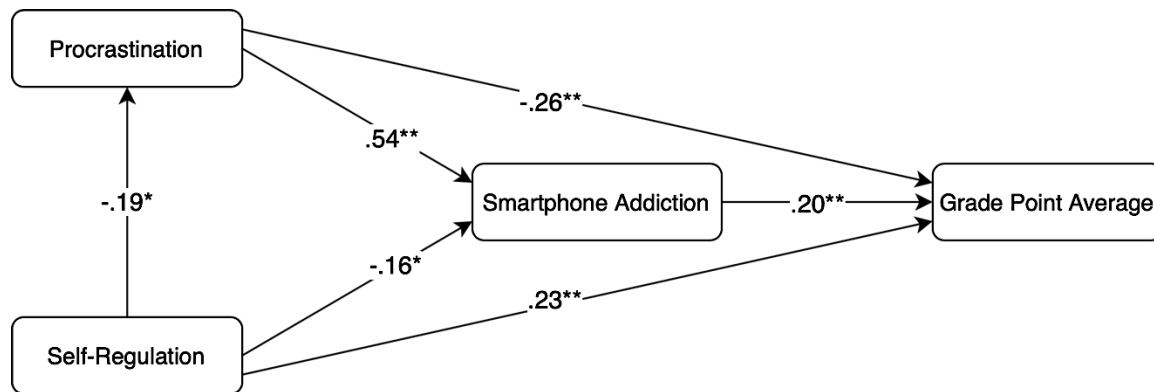 Procrastination
-.26**
.54**
Smartphone Addiction
.20**
Grade Point Average
-.19*
-.16*
.23**
Self-Regulation